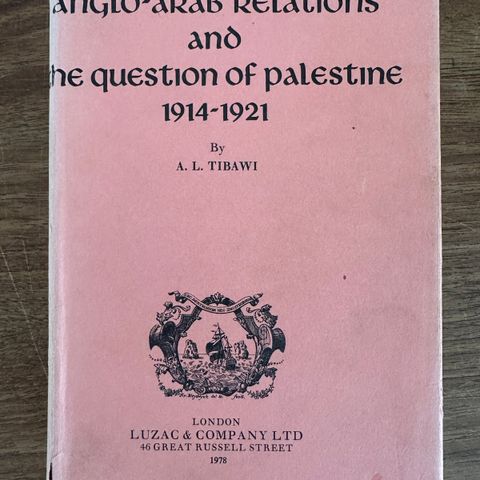 anglo-arab relations
and
he question of palestine
1914-1921
By
A. L. TIBAWI
LONDON
LUZAC & COMPANY LTD
46 GREAT RUSSELL STREET
1978